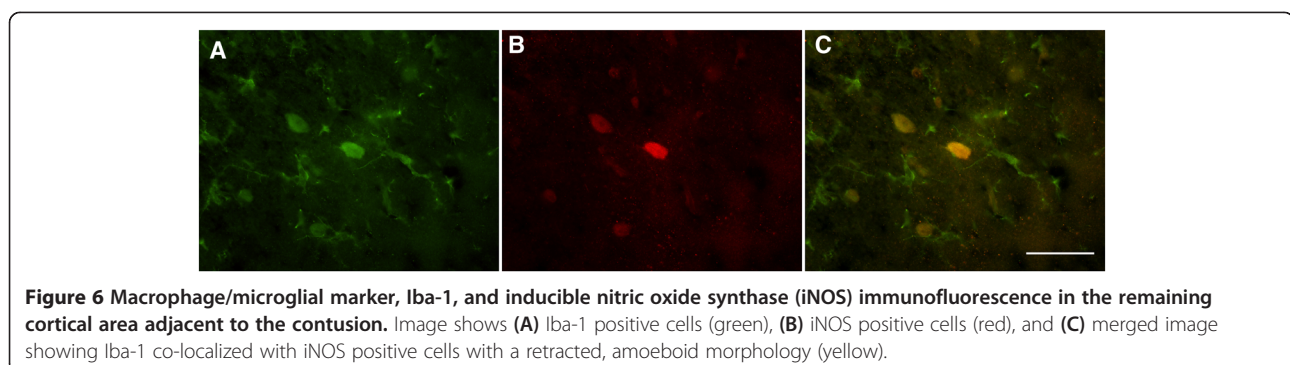 A B C
Figure 6 Macrophage/microglial marker, Iba-1, and inducible nitric oxide synthase (iNOS) immunofluorescence in the remaining
cortical area adjacent to the contusion. Image shows (A) Iba-1 positive cells (green), (B) iNOS positive cells (red), and (C) merged image
showing Iba-1 co-localized with iNOS positive cells with a retracted, amoeboid morphology (yellow).